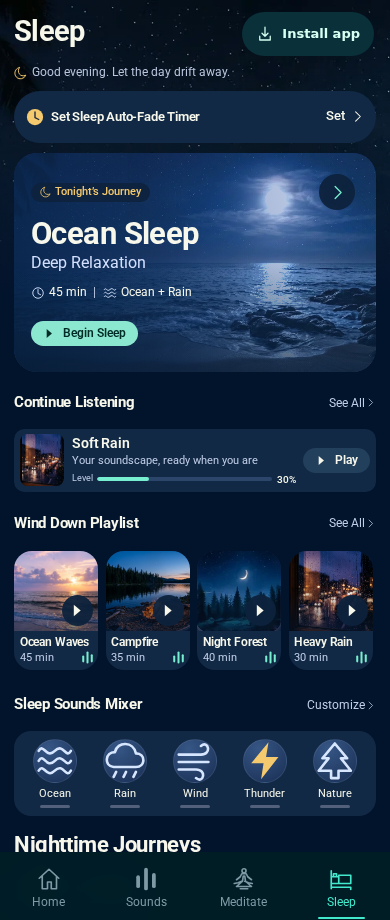 Sleep
Install app
Good evening. Let the day drift away.
Set Sleep Auto-Fade Timer
Set
Tonight's Journey
Ocean Sleep
Deep Relaxation
45 min | Ocean + Rain
Begin Sleep
Continue Listening
See All
Soft Rain
Your soundscape, ready when you are
Play
Level
30%
Wind Down Playlist
See All
Ocean Waves
45 min
Campfire
35 min
Night Forest
40 min
Heavy Rain
30 min
Sleep Sounds Mixer
Customize
Ocean
Rain
Wind
Thunder
Nature
Nighttime Journeys
Home
Sounds
Meditate
Sleep